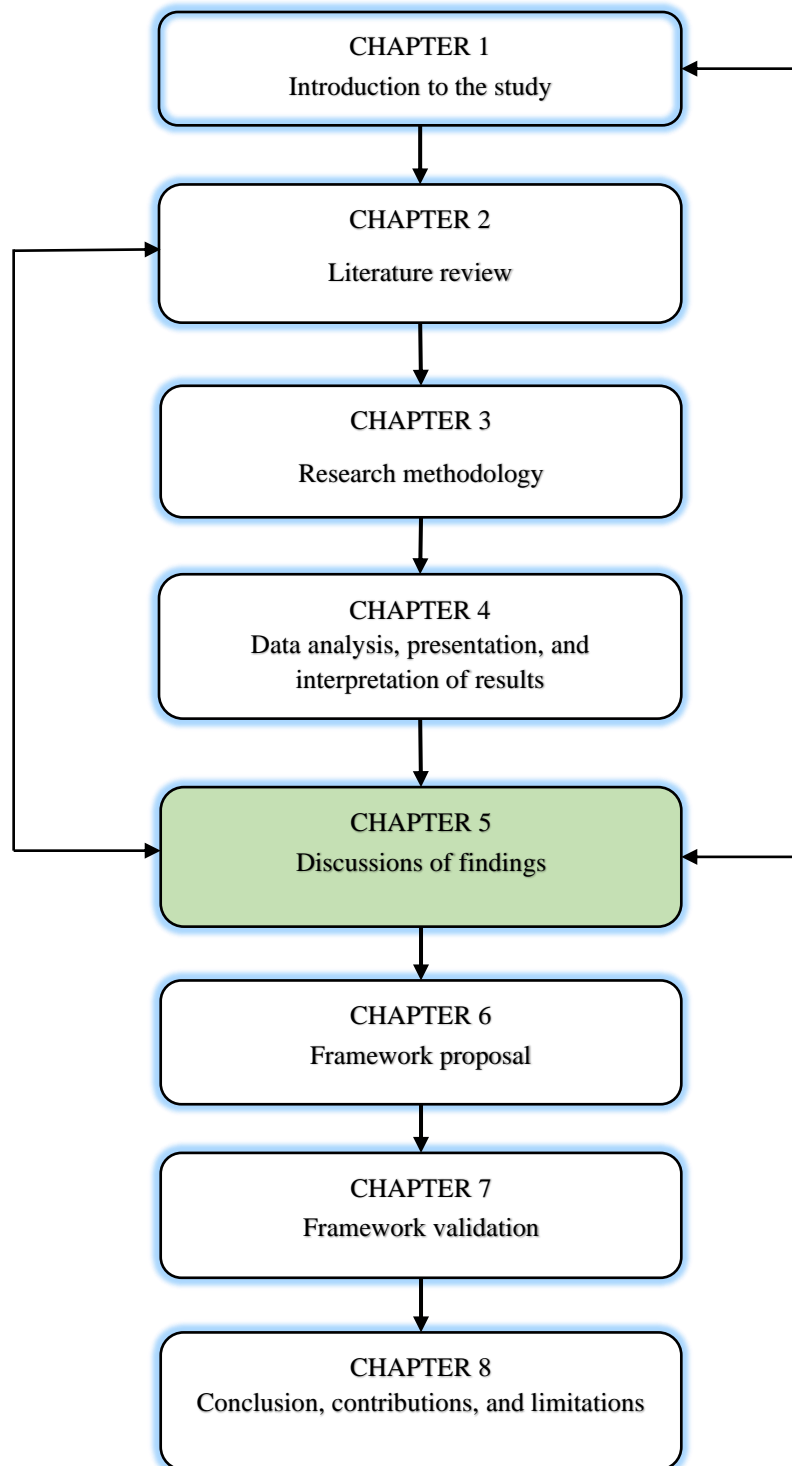 CHAPTER 1
Introduction to the study
CHAPTER 2
Literature review
CHAPTER 3
Research methodology
CHAPTER 4
Data analysis, presentation, and
interpretation of results
CHAPTER 5
Discussions of findings
CHAPTER 6
Framework proposal
CHAPTER 7
Framework validation
CHAPTER 8
Conclusion, contributions, and limitations